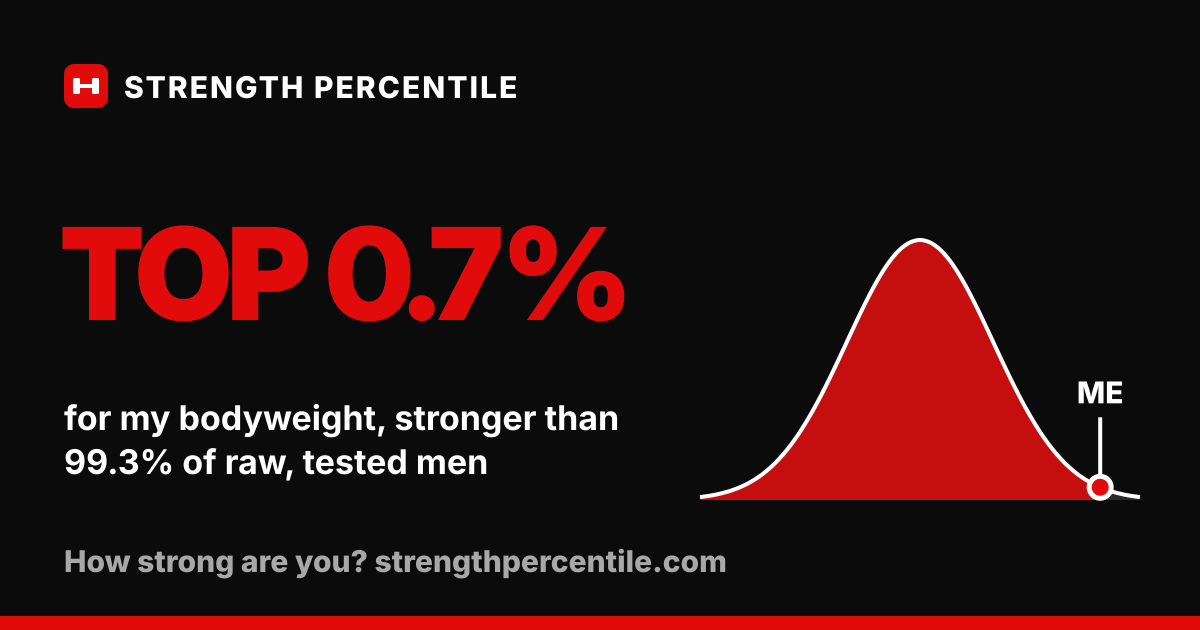 STRENGTH PERCENTILE
TOP 0.7%
for my bodyweight, stronger than
99.3% of raw, tested men
ME
How strong are you? strengthpercentile.com